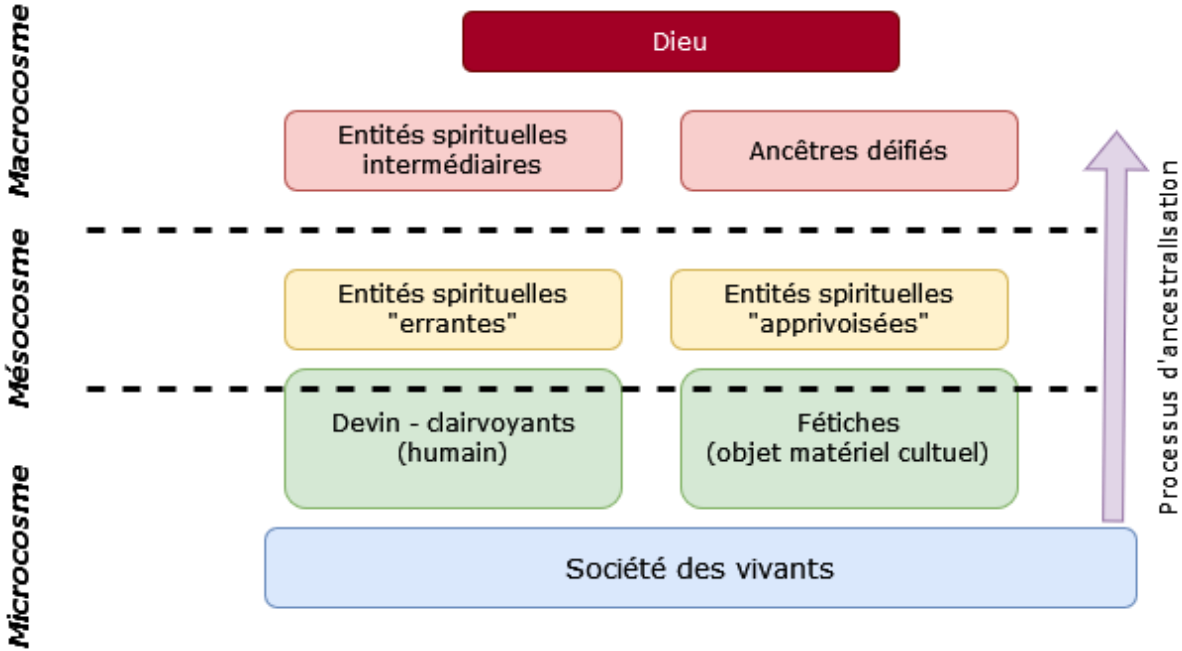 Macrocosme
Dieu
Entités spirituelles
intermédiaires
Ancêtres déifiés
Mésocosme
Entités spirituelles
"errantes"
Entités spirituelles
"apprivoisées"
Processus d'ancestralisation
Microcosme
Devin - clairvoyants
(humain)
Fétiches
(objet matériel cultuel)
Société des vivants